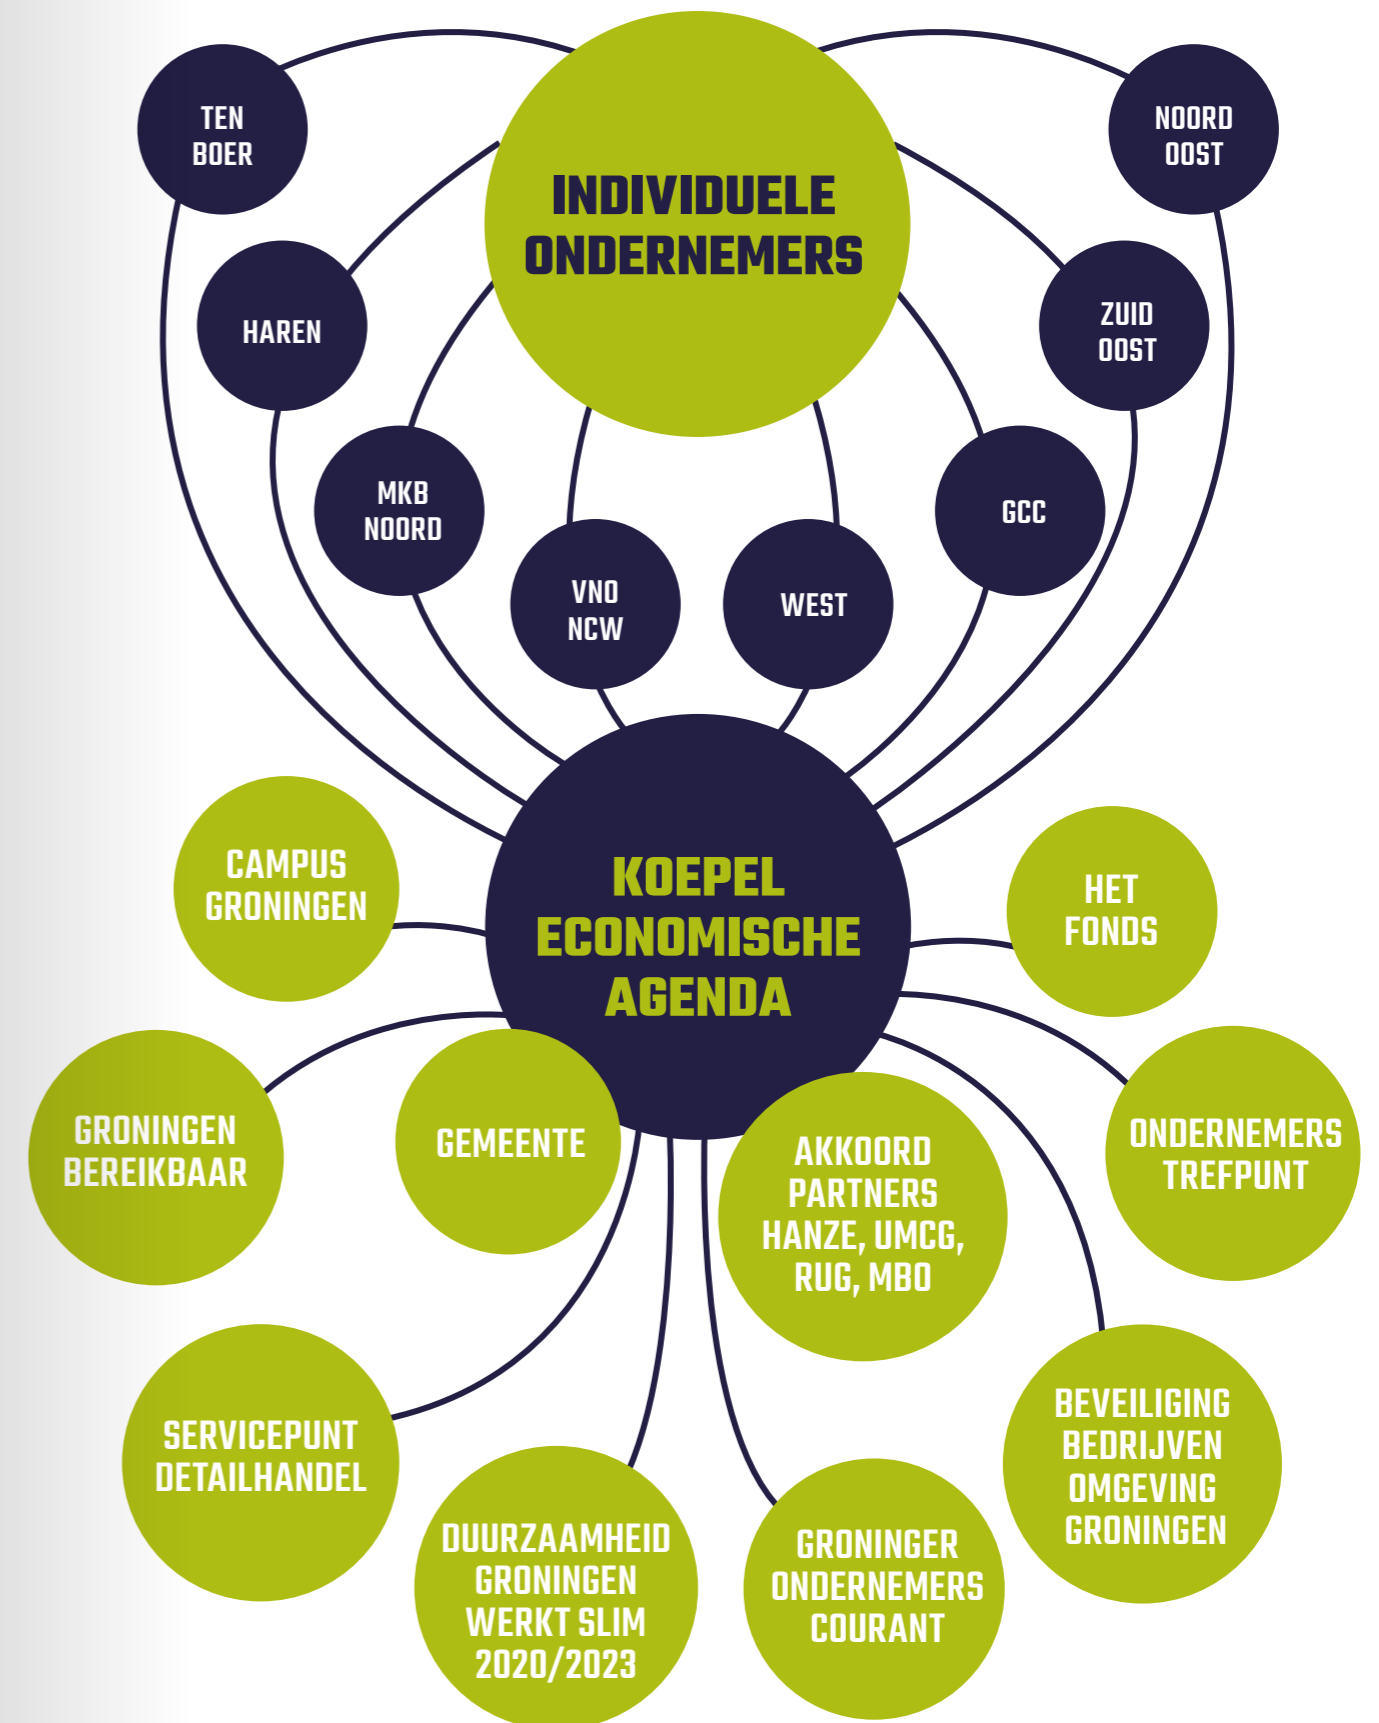 TEN
BOER
NOORD
OOST
INDIVIDUELE
ONDERNEMERS
HAREN
ZUID
OOST
MKB
NOORD
GCC
VNO
NCW
WEST
KOEPEL
ECONOMISCHE
AGENDA
CAMPUS
GRONINGEN
HET
FONDS
GRONINGEN
BEREIKBAAR
GEMEENTE
AKKOORD
PARTNERS
HANZE, UMCG,
RUG, MBO
ONDERNEMERS
TREFPUNT
SERVICEPUNT
DETAILHANDEL
BEVEILIGING
BEDRIJVEN
OMGEVING
GRONINGEN
DUURZAAMHEID
GRONINGEN
WERKT SLIM
2020/2023
GRONINGER
ONDERNEMERS
COURANT